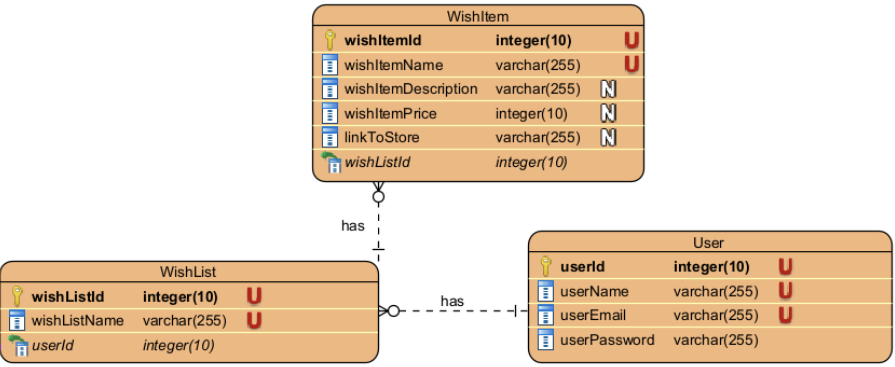 WishItem
wishItemId integer(10) U
wishItemName varchar(255) U
wishItemDescription varchar(255) N
wishItemPrice integer(10) N
linkToStore varchar(255) N
wishListId integer(10)
has
WishList
wishListId integer(10) U
wishListName varchar(255) U
userId integer(10)
has
User
userId integer(10) U
userName varchar(255) U
userEmail varchar(255) U
userPassword varchar(255)